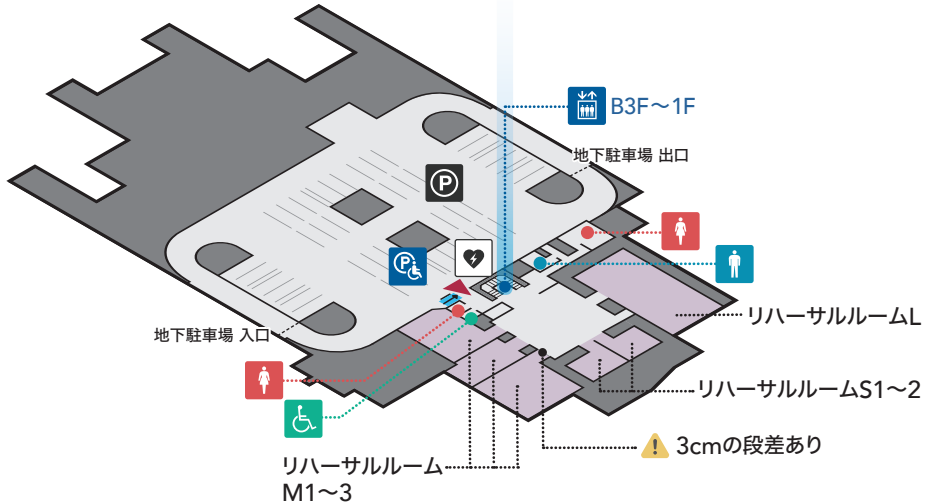 B3F～1F
地下駐車場 出口
P
P
地下駐車場 入口
リハーサルルームL
リハーサルルームS1～2
3cmの段差あり
リハーサルルーム
M1～3